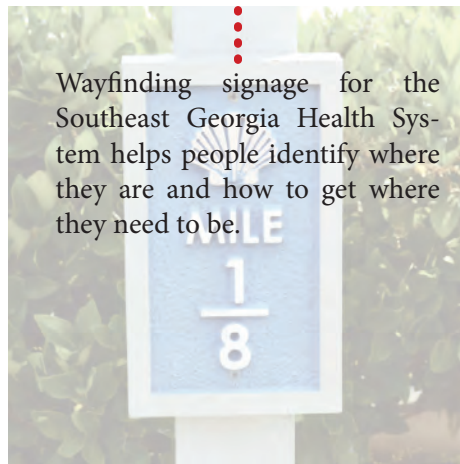 Wayfinding signage for the
Southeast Georgia Health Sys-
tem helps people identify where
they are and how to get where
they need to be.
MILE
1
8